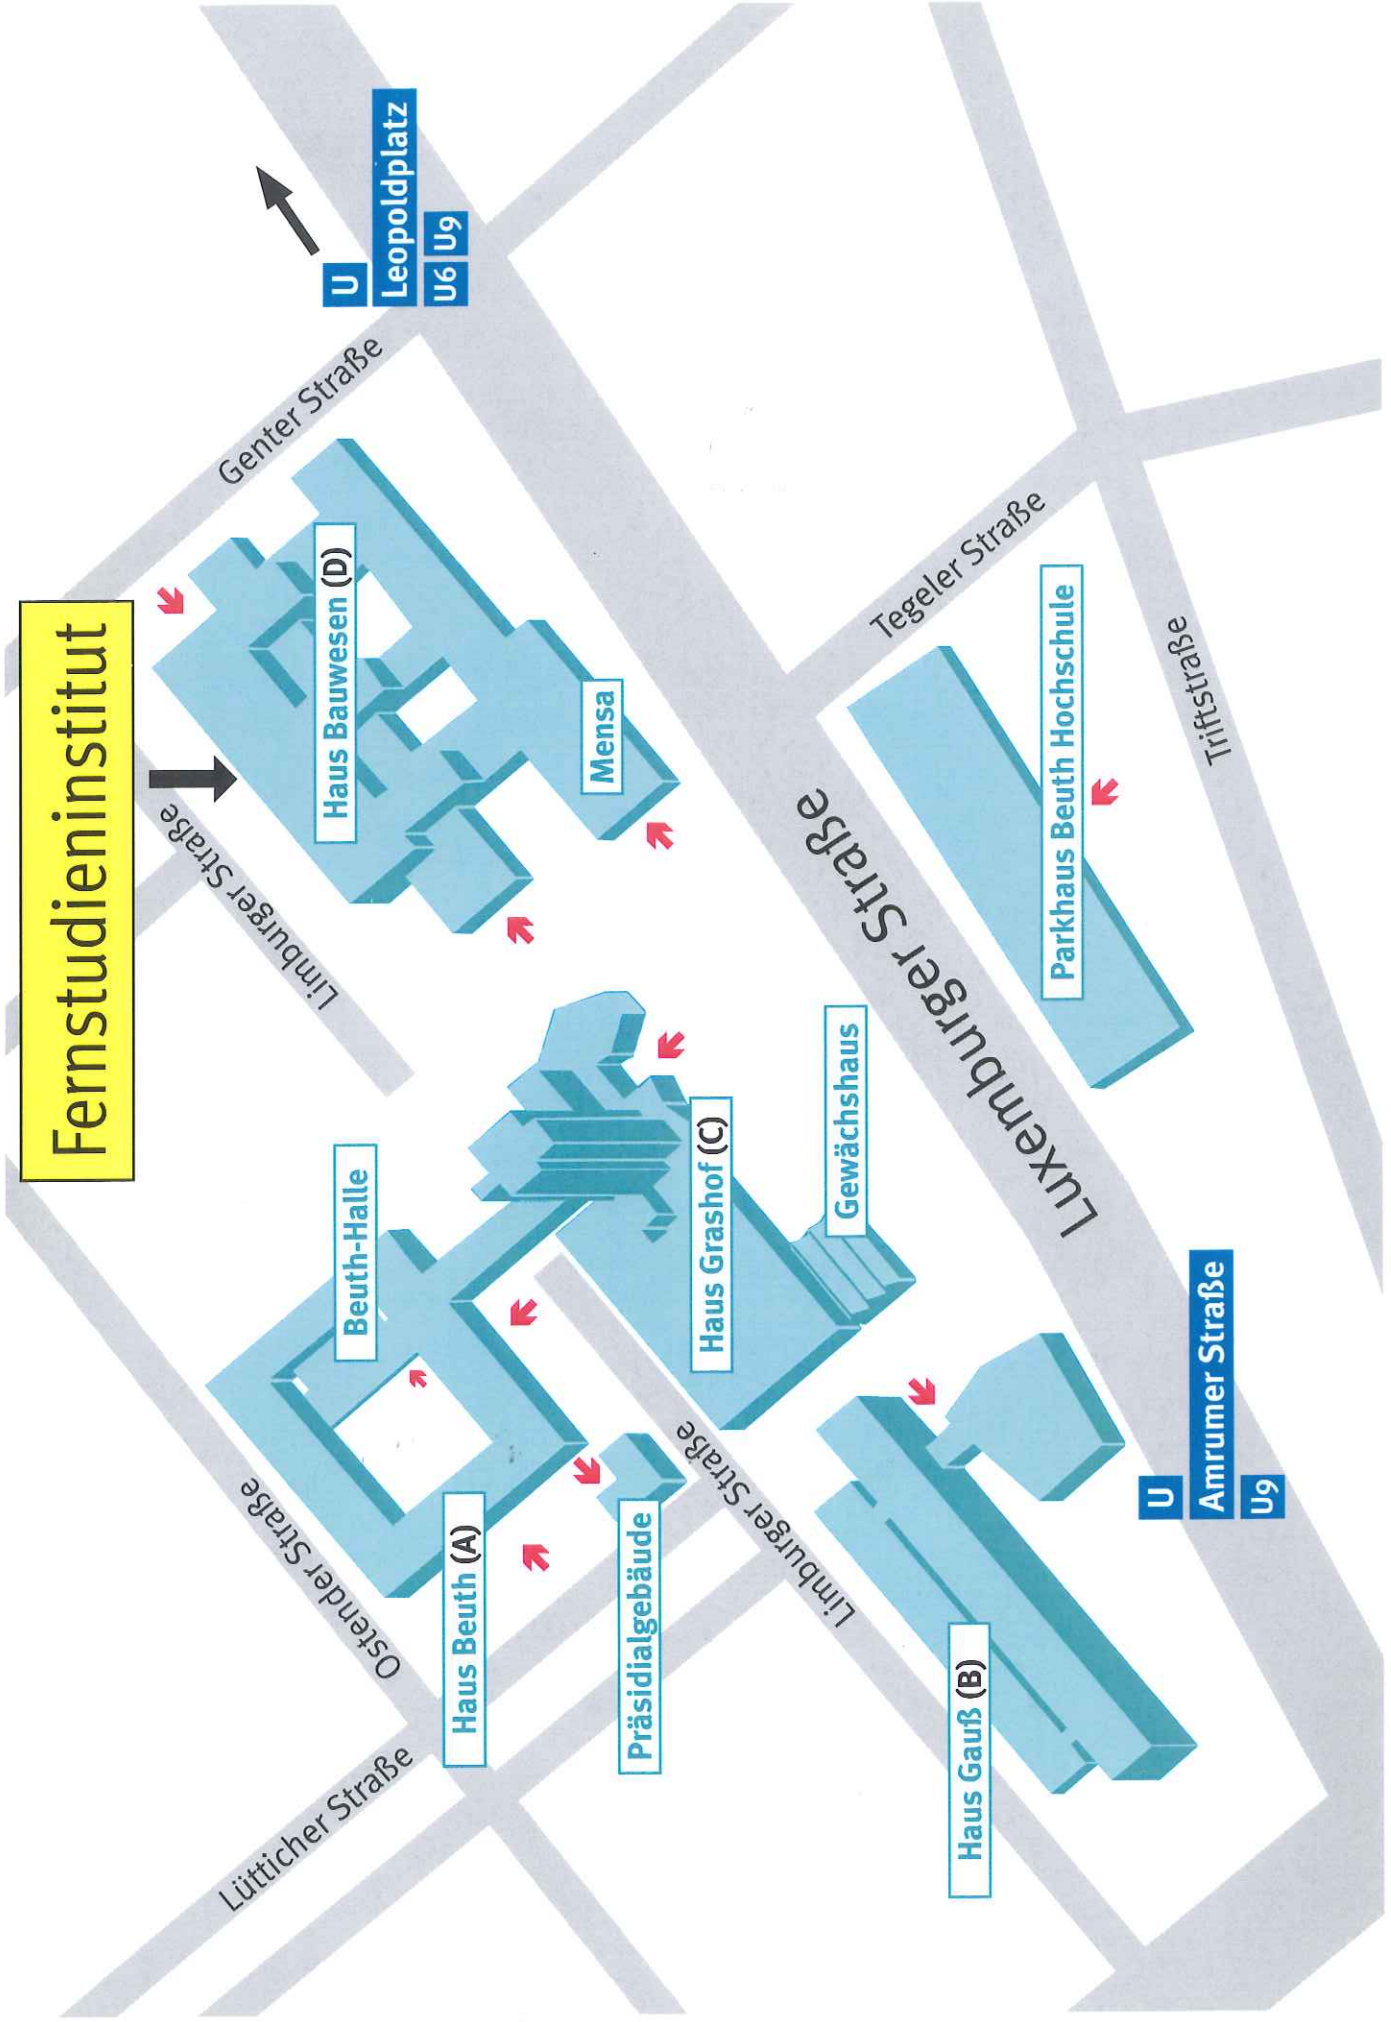 Fernstudieninstitut
Ostender Straße
Lütticher Straße
Limburger Straße
Genter Straße
U
Leopoldplatz
U6 U9
Haus Bauwesen (D)
Mensa
Beuth-Halle
Haus Beuth (A)
Präsidialgebäude
Haus Grashof (C)
Gewächshaus
Limburger Straße
Haus Gauß (B)
Luxemburger Straße
Tegeler Straße
Parkhaus Beuth Hochschule
Triftstraße
U
Amrumer Straße
U9